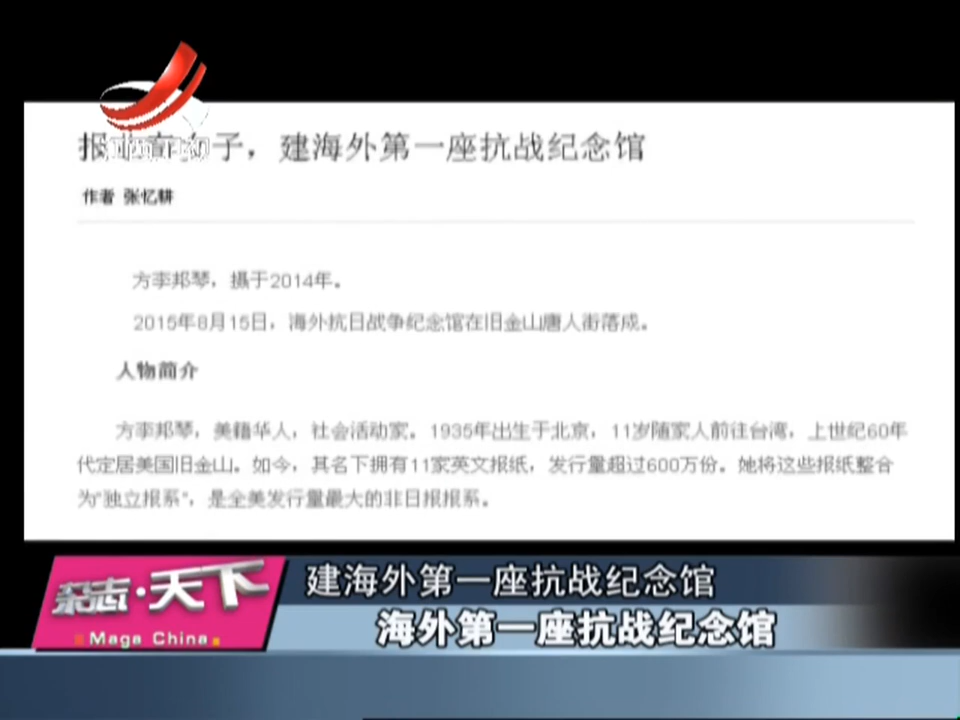 报业女子，建海外第一座抗战纪念馆
作者 张忆耕
方李邦琴，摄于2014年。
2015年8月15日，海外抗日战争纪念馆在旧金山唐人街落成。
人物简介
方李邦琴，美籍华人，社会活动家。1935年出生于北京，11岁随家人前往台湾，上世纪60年
代定居美国旧金山。如今，其名下拥有11家英文报纸，发行量超过600万份。她将这些报纸整合
为“独立报系”，是全美发行量最大的非日报报系。
杂志·天下
Maga China
建海外第一座抗战纪念馆
海外第一座抗战纪念馆